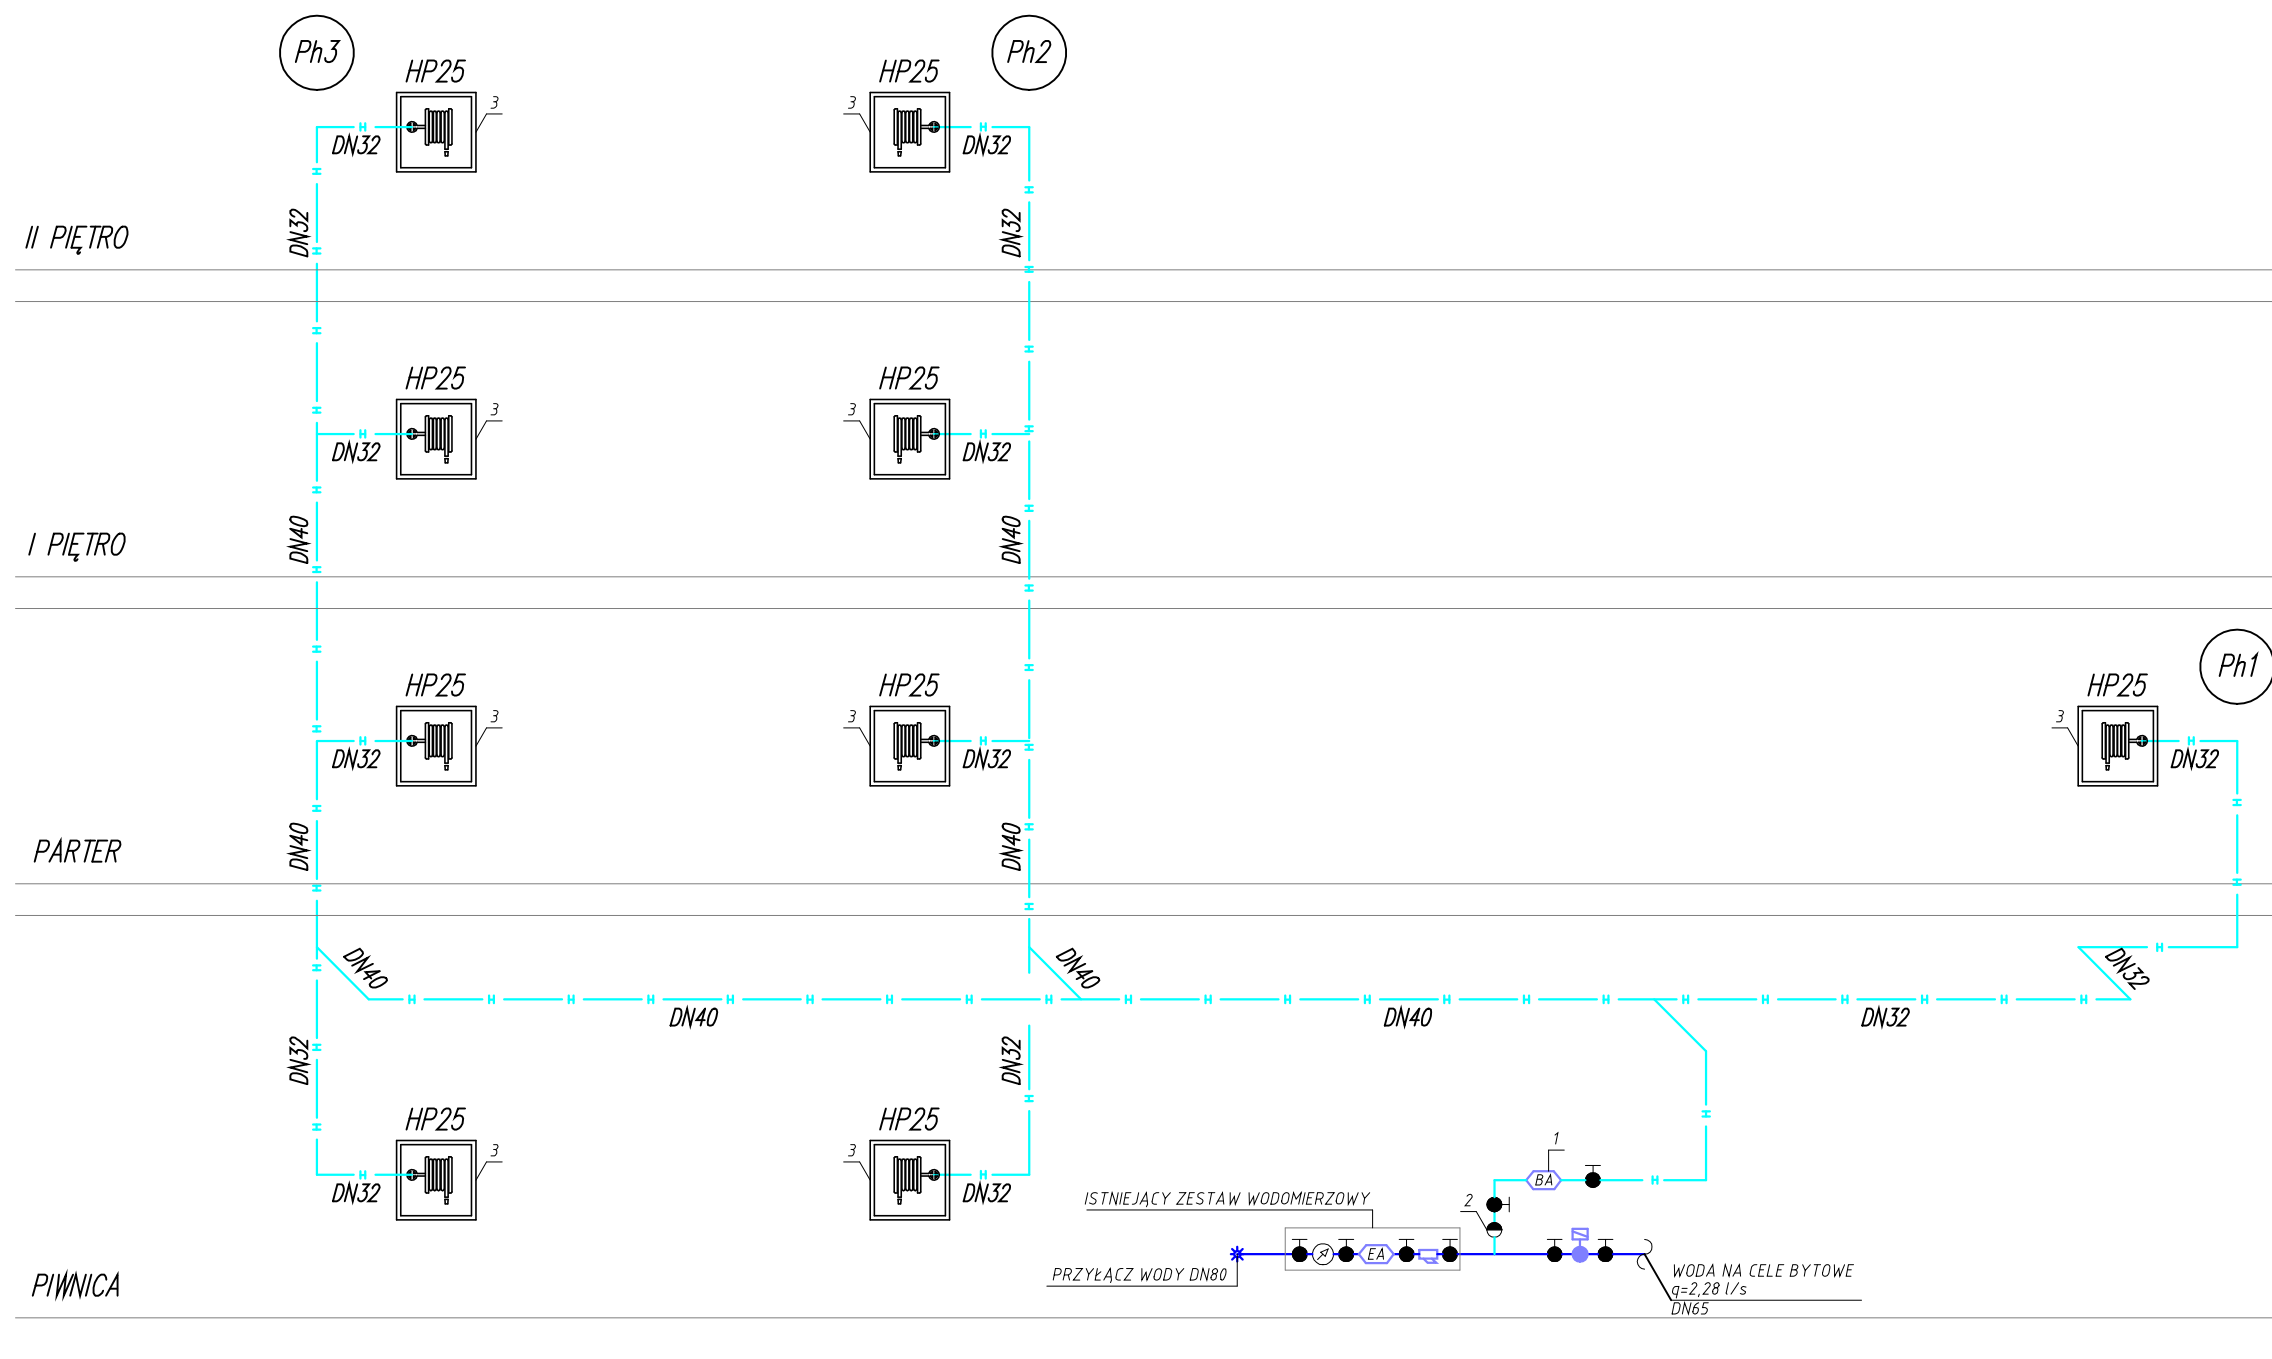 Ph3
Ph2
HP25
HP25
3
3
DN32
DN32
DN32
DN32
II PIĘTRO
HP25
HP25
3
3
DN32
DN32
DN40
DN40
I PIĘTRO
Ph1
HP25
HP25
HP25
3
3
3
DN32
DN32
DN32
DN40
DN40
PARTER
DN40
DN40
DN32
DN40
DN40
DN32
DN32
DN32
HP25
HP25
3
3
1
BA
DN32
DN32
ISTNIEJĄCY ZESTAW WODOMIERZOWY
2
EA
PRZYŁĄCZ WODY DN80
WODA NA CELE BYTOWE
q=2,28 l/s
DN65
PIWNICA